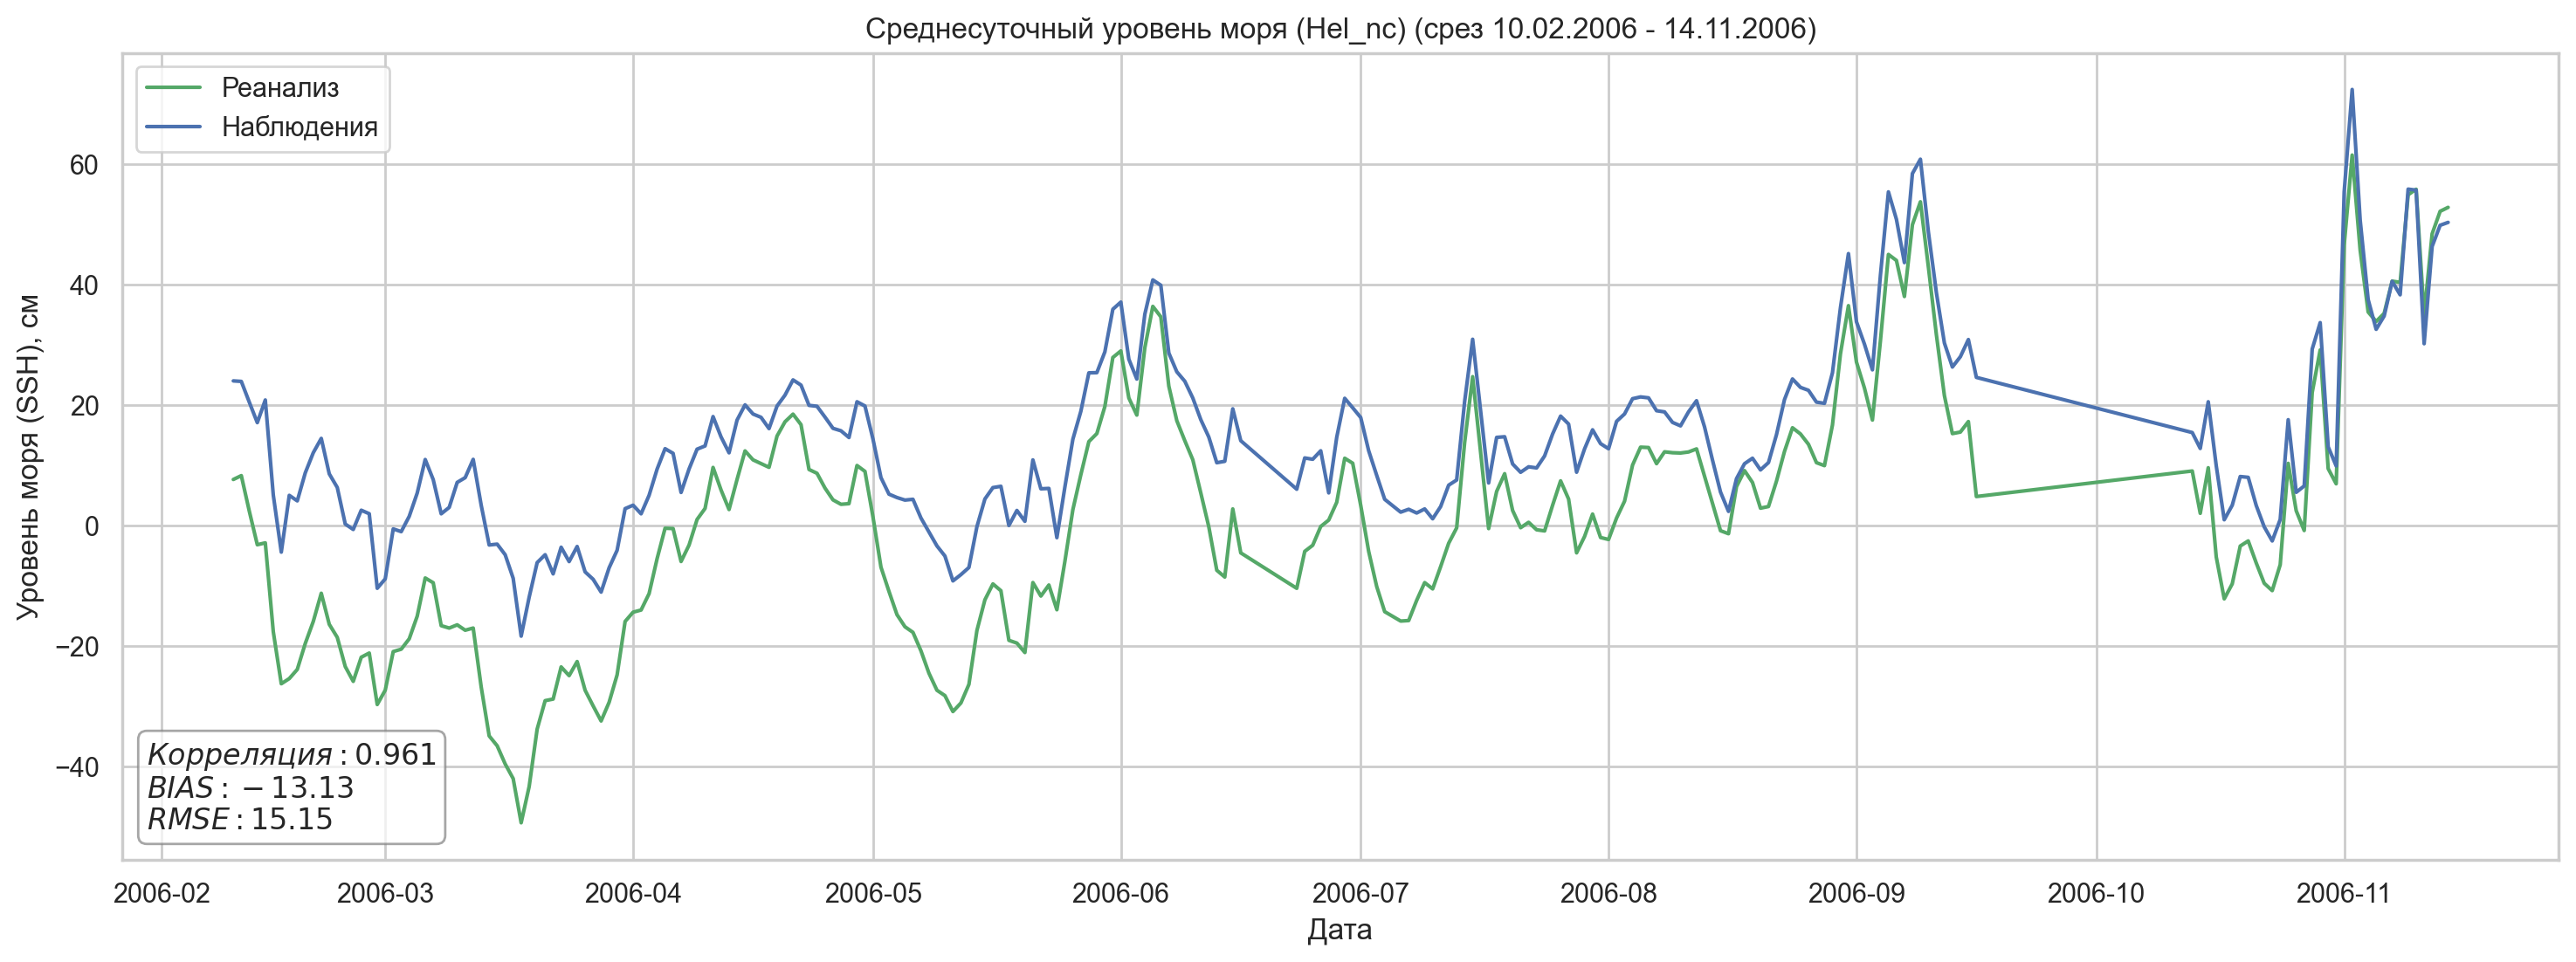 Среднесуточный уровень моря (Hel_nc) (срез 10.02.2006 - 14.11.2006)
Реанализ
Наблюдения
Уровень моря (SSH), см
60
40
20
0
−20
−40
Корреляция: 0.961
BIAS: −13.13
RMSE: 15.15
2006-02 2006-03 2006-04 2006-05 2006-06 2006-07 2006-08 2006-09 2006-10 2006-11
Дата